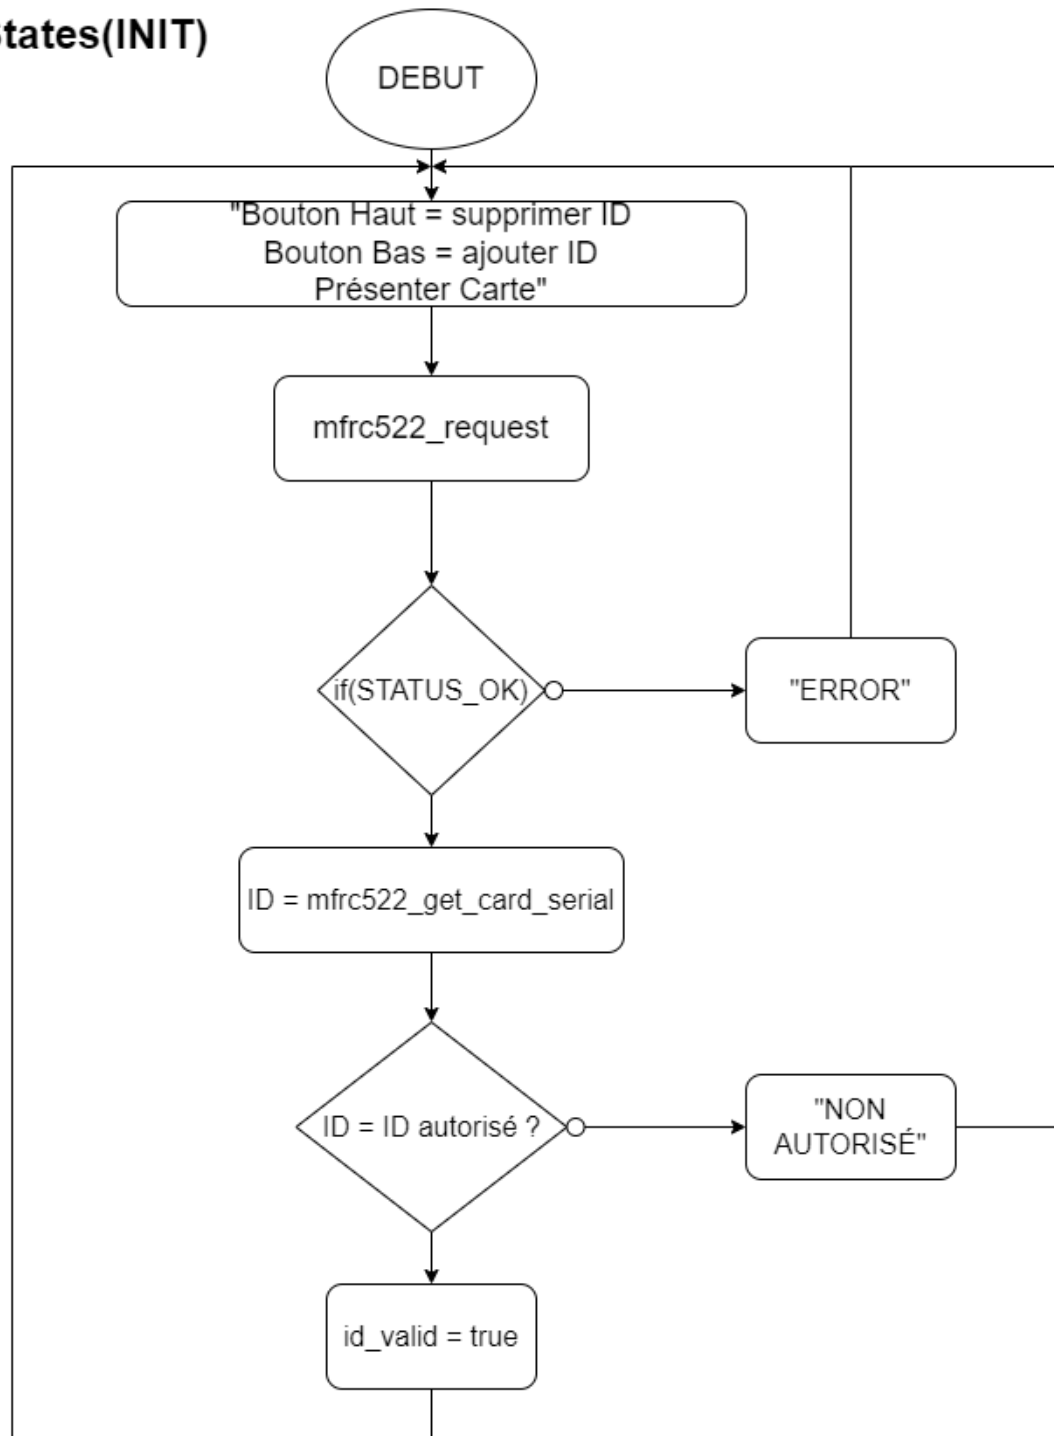 tates(INIT)
DEBUT
"Bouton Haut = supprimer ID
Bouton Bas = ajouter ID
Présenter Carte"
mfrc522_request
if(STATUS_OK)
"ERROR"
ID = mfrc522_get_card_serial
ID = ID autorisé ?
"NON
AUTORISÉ"
id_valid = true